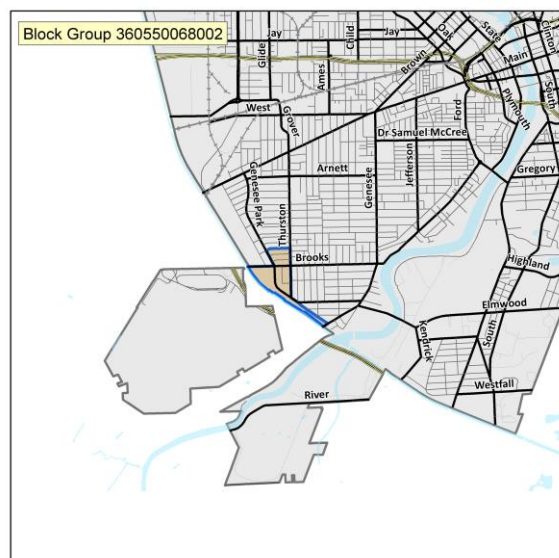 Block Group 360550068002
Jay
Glide
Child
Jay
Oak
State
Clinton
Ames
Brown
Main
South
West
Grover
Ford
Plymouth
Dr Samuel McCree
Arnett
Jefferson
Genesee
Gregory
Genesee Park
Thurston
Brooks
Highland
Elmwood
Kendrick
South
Westfall
River